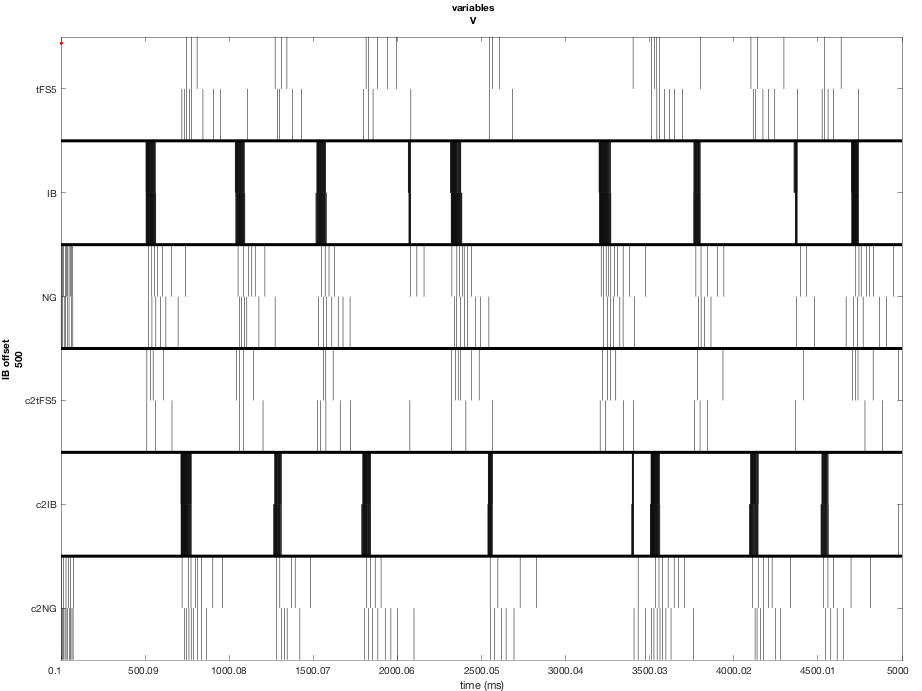 variables
V
tFS5
IB
NG
IB offset
500
c2tFS5
c2IB
c2NG
0.1 500.09 1000.08 1500.07 2000.06 2500.05 3000.04 3500.03 4000.02 4500.01 5000
time (ms)